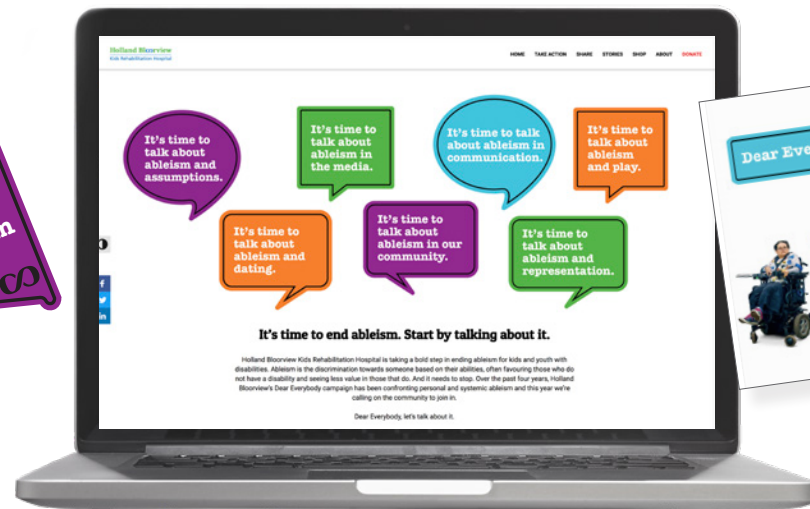 Holland Bloorview
Kids Rehabilitation Hospital
HOME TAKE ACTION SHARE STORIES SHOP ABOUT DONATE
It's time to
talk about
ableism and
assumptions.
It's time to
talk about
ableism in
the media.
It's time to talk
about ableism in
communication.
It's time to
talk about
ableism
and play.
It's time to
talk about
ableism and
dating.
It's time to
talk about
ableism in our
community.
It's time to
talk about
ableism and
representation.
It's time to end ableism. Start by talking about it.
Holland Bloorview Kids Rehabilitation Hospital is taking a bold step in ending ableism for kids and youth with
disabilities. Ableism is the discrimination towards someone based on their abilities, often favouring those who do
not have a disability and seeing less value in those that do. And it needs to stop. Over the past four years, Holland
Bloorview's Dear Everybody campaign has been confronting personal and systemic ableism and this year we're
calling on the community to join in.
Dear Everybody, let's talk about it.
f
in
Dear Eve